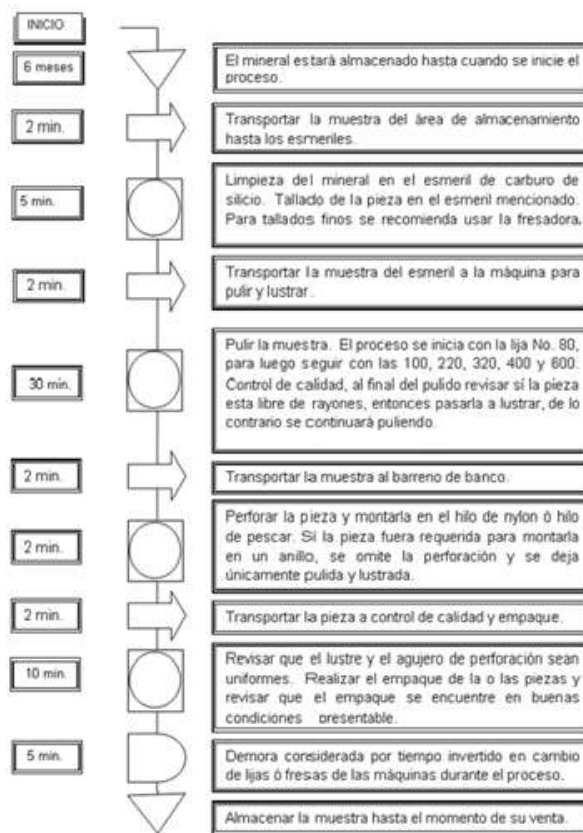 INICIO
6 meses
El mineral estará almacenado hasta cuando se inicie el
proceso.
2 min.
Transportar la muestra del área de almacenamiento
hasta los esmeriles.
5 min.
Limpieza del mineral en el esmeril de carburo de
silicio. Tallado de la pieza en el esmeril mencionado.
Para tallados finos se recomienda usar la fresadora.
2 min.
Transportar la muestra del esmeril a la máquina para
pulir y lustrar.
30 min.
Pulir la muestra. El proceso se inicia con la lija No. 80,
para luego seguir con las 100, 220, 320, 400 y 600.
Control de calidad, al final del pulido revisar sí la pieza
esta libre de rayones, entonces pasarla a lustrar, de lo
contrario se continuará puliendo.
2 min.
Transportar la muestra al barreno de banco.
2 min.
Perforar la pieza y montarla en el hilo de nylon ó hilo
de pescar. Sí la pieza fuera requerida para montarla
en un anillo, se omite la perforación y se deja
únicamente pulida y lustrada.
2 min.
Transportar la pieza a control de calidad y empaque.
10 min.
Revisar que el lustre y el agujero de perforación sean
uniformes. Realizar el empaque de la o las piezas y
revisar que el empaque se encuentre en buenas
condiciones presentable.
5 min.
Demora considerada por tiempo invertido en cambio
de lijas ó fresas de las máquinas durante el proceso.
Almacenar la muestra hasta el momento de su venta.